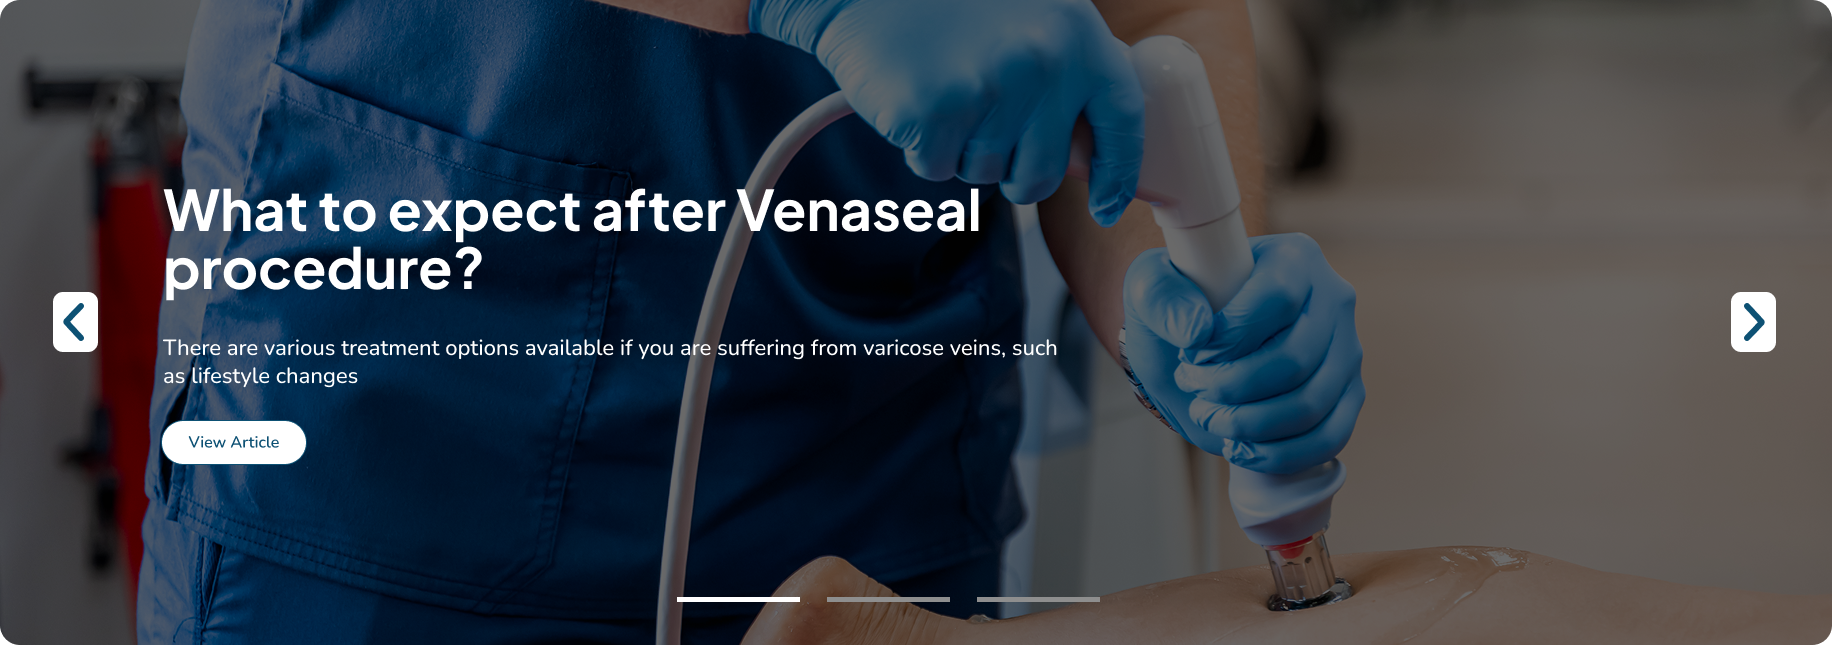 What to expect after Venaseal
procedure?
There are various treatment options available if you are suffering from varicose veins, such
as lifestyle changes
View Article